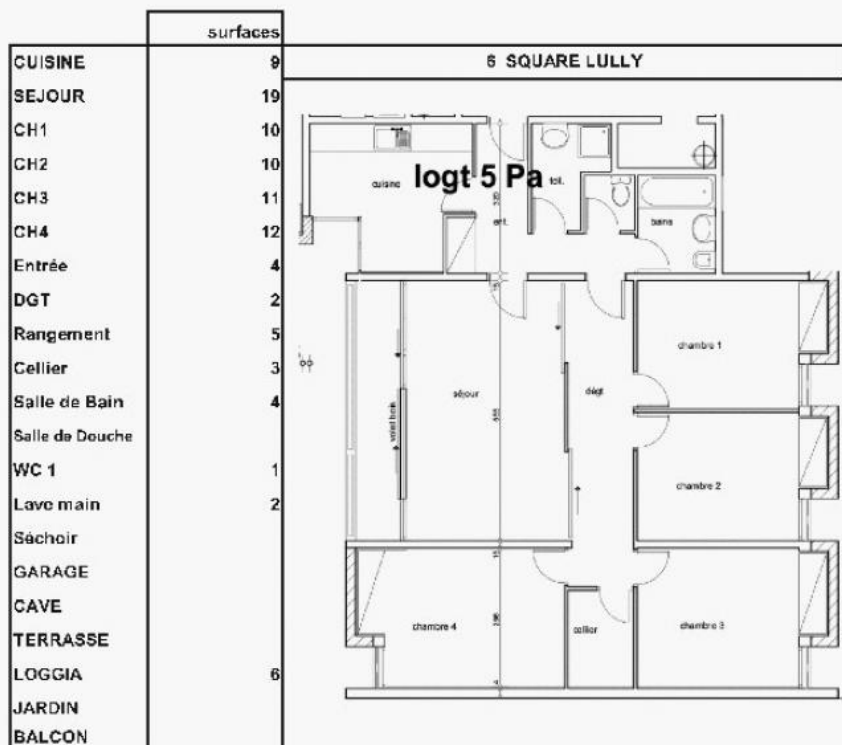 surfaces
CUISINE 9
6 SQUARE LULLY
SEJOUR 19
CH1 10
CH2 10
CH3 11
CH4 12
Entrée 4
DGT 2
Rangement 5
Cellier 3
Salle de Bain 4
Salle de Douche
WC 1 1
Lave main 2
Séchoir
GARAGE
CAVE
TERRASSE
LOGGIA 6
JARDIN
BALCON
cuisine
logt 5 Pa
toil.
ent.
bains
chambre 1
séjour
dégt
volet bois
chambre 2
chambre 4
cellier
chambre 3